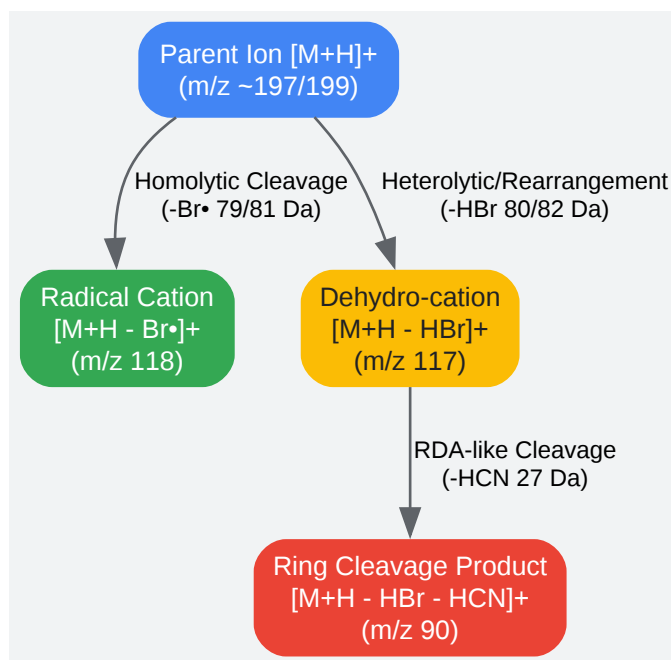 Parent Ion [M+H]+
(m/z ~197/199)
Homolytic Cleavage
(-Br• 79/81 Da)
Heterolytic/Rearrangement
(-HBr 80/82 Da)
Radical Cation
[M+H - Br•]+
(m/z 118)
Dehydro-cation
[M+H - HBr]+
(m/z 117)
RDA-like Cleavage
(-HCN 27 Da)
Ring Cleavage Product
[M+H - HBr - HCN]+
(m/z 90)